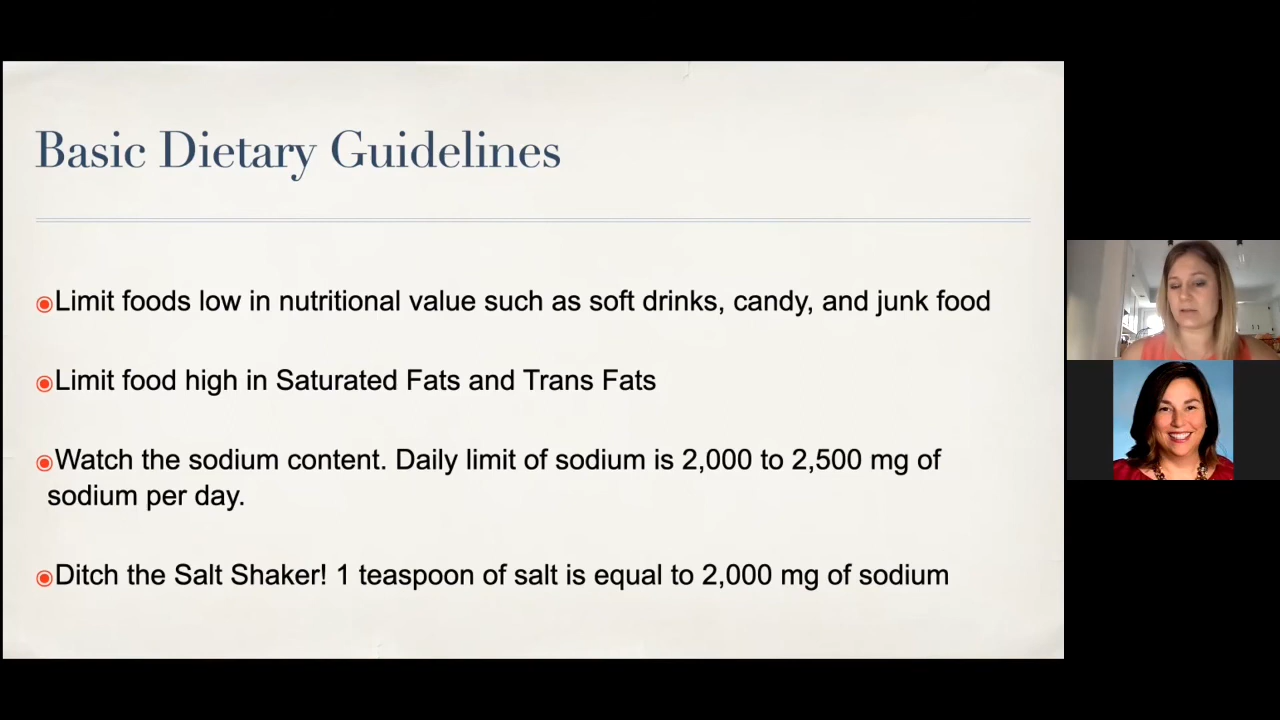 Basic Dietary Guidelines
Limit foods low in nutritional value such as soft drinks, candy, and junk food
Limit food high in Saturated Fats and Trans Fats
Watch the sodium content. Daily limit of sodium is 2,000 to 2,500 mg of
sodium per day.
Ditch the Salt Shaker! 1 teaspoon of salt is equal to 2,000 mg of sodium